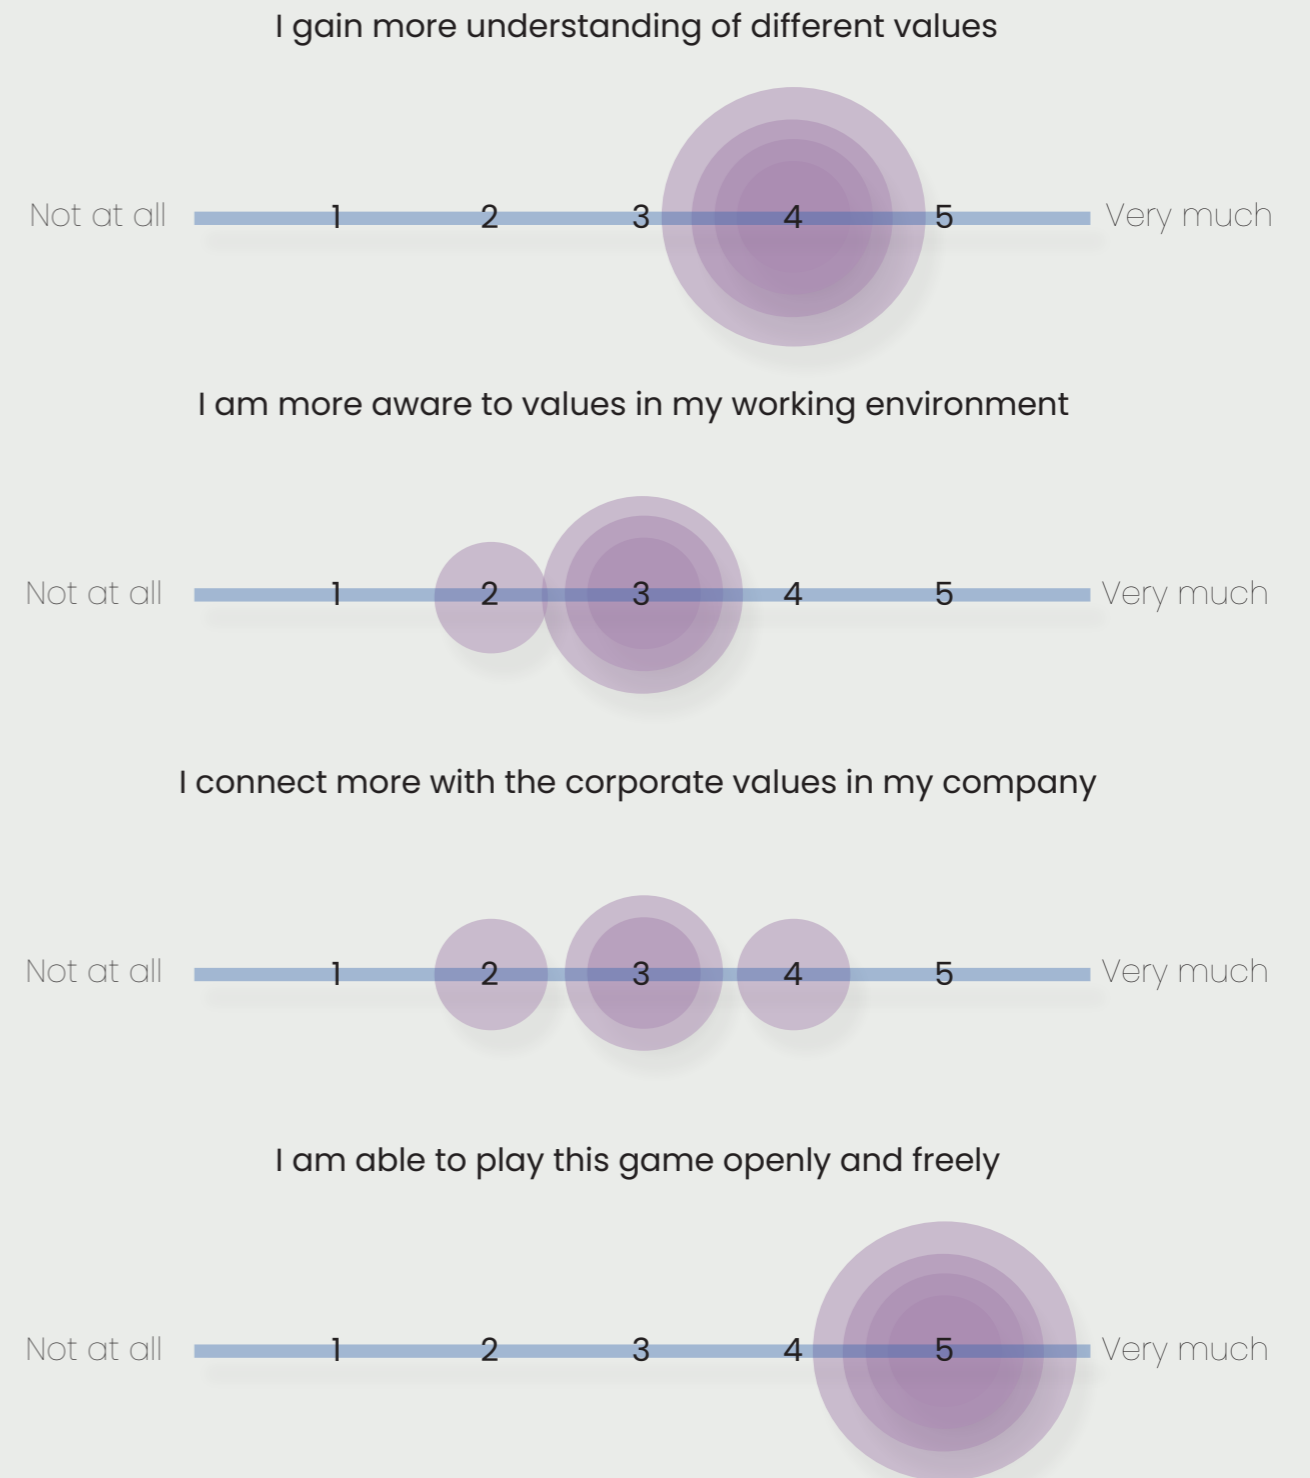 I gain more understanding of different values
Not at all 1 2 3 4 5 Very much
I am more aware to values in my working environment
Not at all 1 2 3 4 5 Very much
I connect more with the corporate values in my company
Not at all 1 2 3 4 5 Very much
I am able to play this game openly and freely
Not at all 1 2 3 4 5 Very much